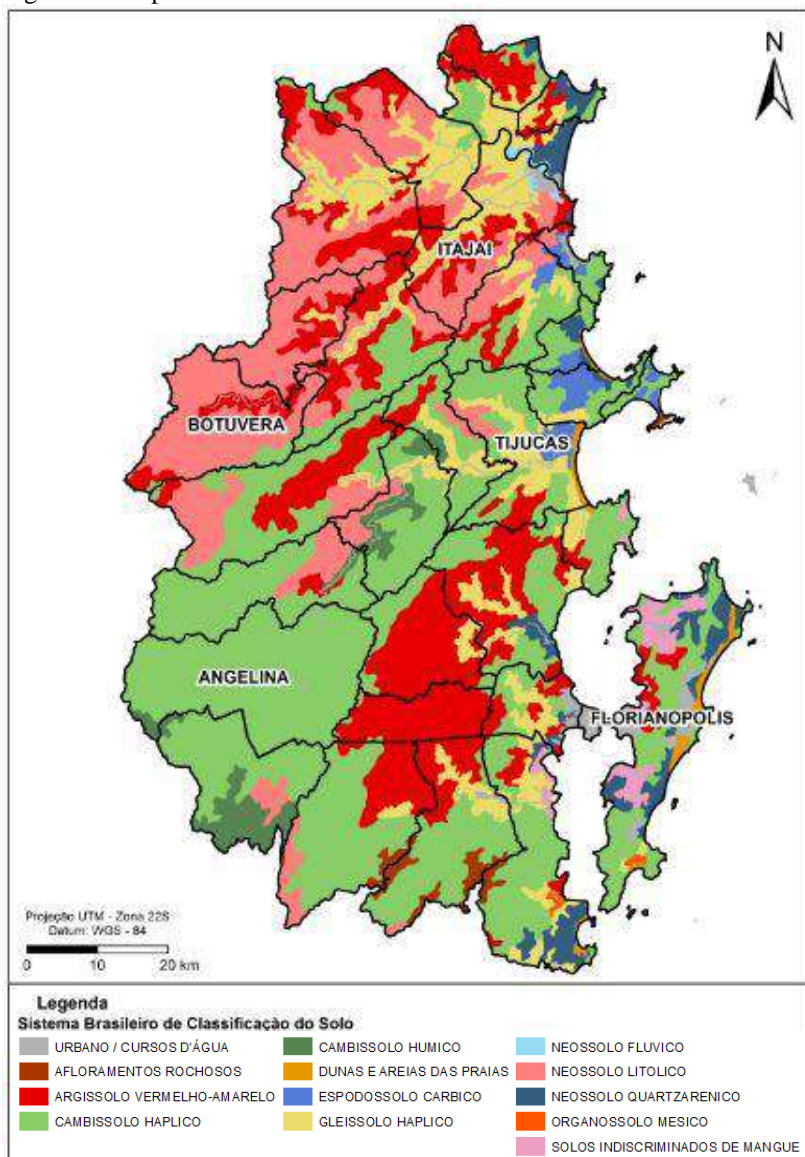 N
ITAJAI
BOTUVERA
TIJUCAS
ANGELINA
FLORIANOPOLIS
Projeção UTM - Zona 22S
Datum: WGS - 84
0 10 20 km
Legenda
Sistema Brasileiro de Classificação do Solo
URBANO / CURSOS D'ÁGUA
AFLORAMENTOS ROCHOSOS
ARGISSOLO VERMELHO-AMARELO
CAMBISSOLO HAPLICO
CAMBISSOLO HUMICO
DUNAS E AREIAS DAS PRAIAS
ESPODOSSOLO CARBICO
GLEISSOLO HAPLICO
NEOSSOLO FLUVICO
NEOSSOLO LITOLICO
NEOSSOLO QUARTZARENICO
ORGANOSSOLO MESICO
SOLOS INDISCRIMINADOS DE MANGUE